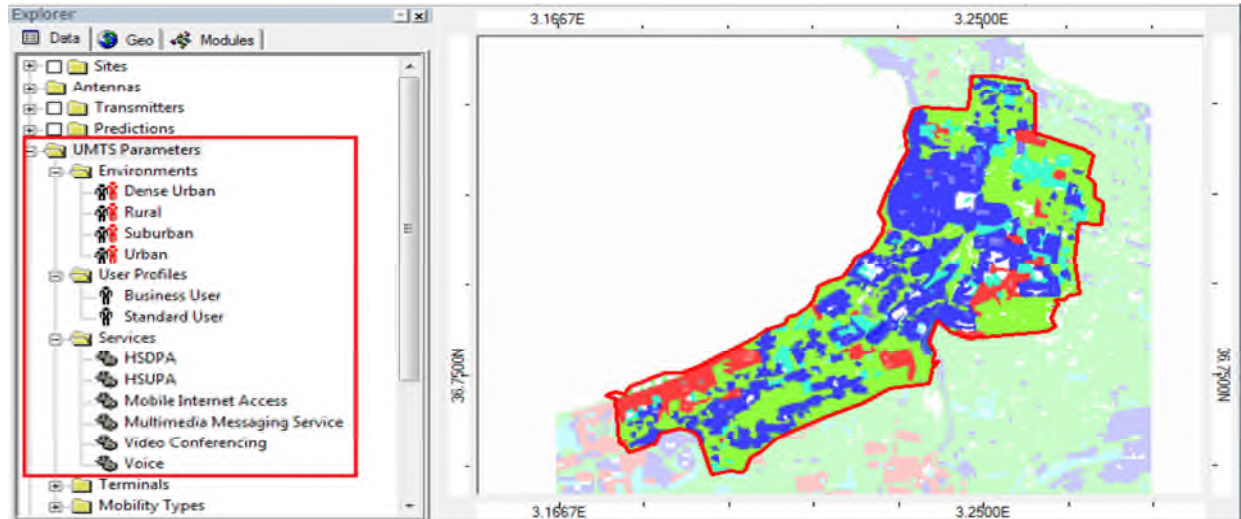 Explorer
Data Geo Modules
Sites
Antennas
Transmitters
Predictions
UMTS Parameters
Environments
Dense Urban
Rural
Suburban
Urban
User Profiles
Business User
Standard User
Services
HSDPA
HSUPA
Mobile Internet Access
Multimedia Messaging Service
Video Conferencing
Voice
Terminals
Mobility Types
3.1667E 3.2500E
36.7500N 36.7500N
3.1667E 3.2500E